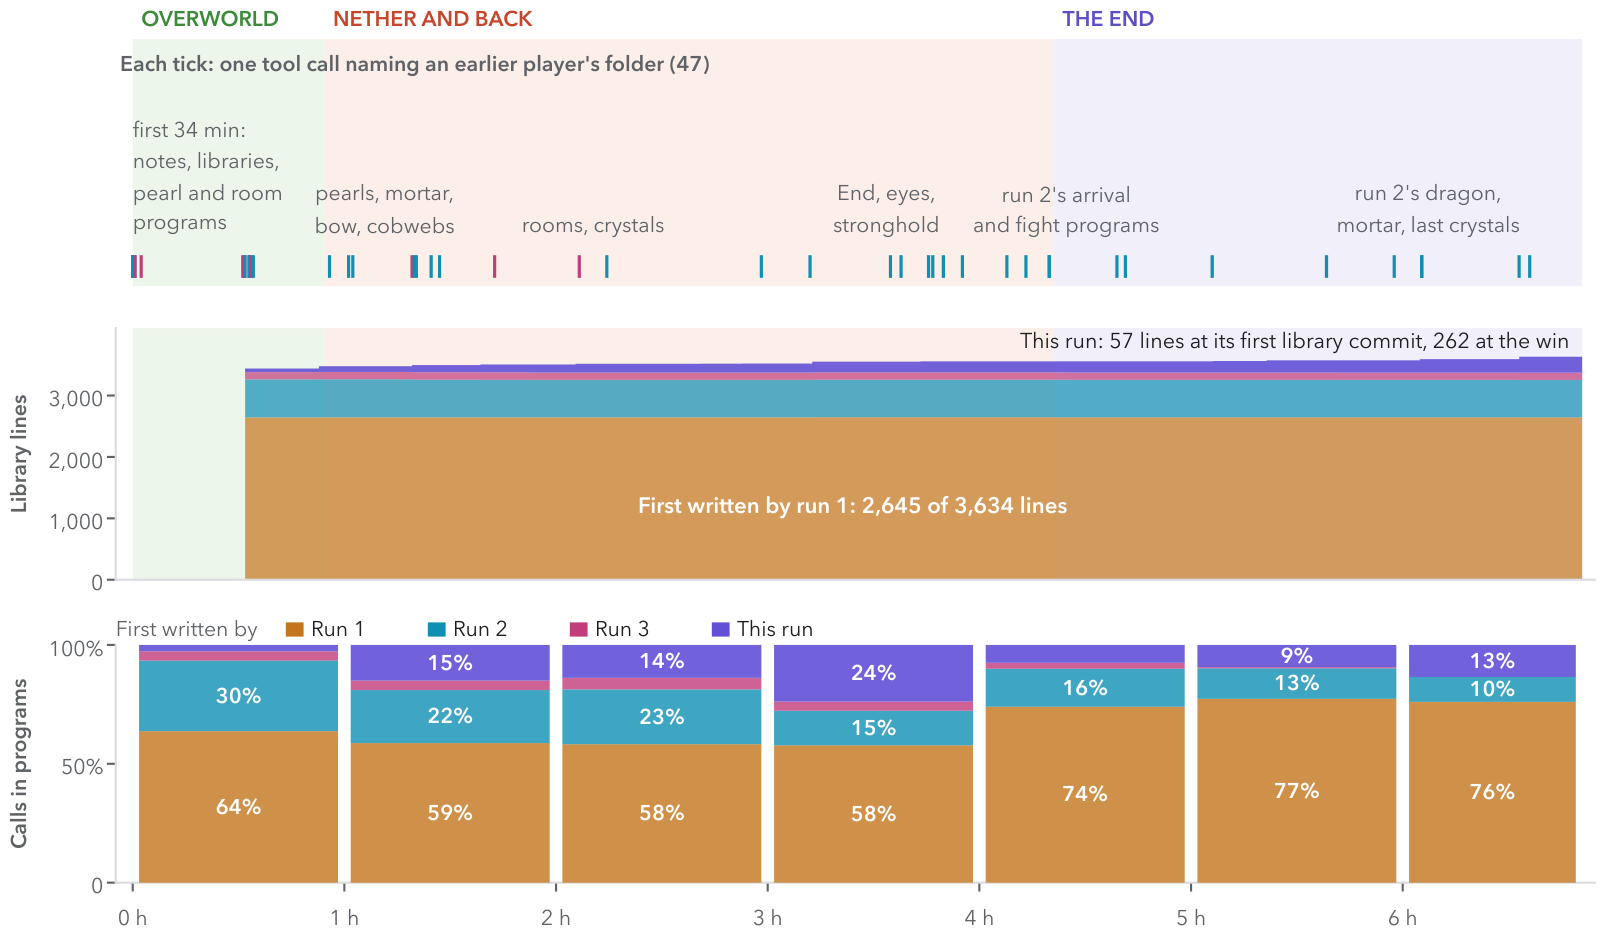 OVERWORLD
NETHER AND BACK
THE END
Each tick: one tool call naming an earlier player's folder (47)
first 34 min:
notes, libraries,
pearl and room
programs
pearls, mortar,
bow, cobwebs
rooms, crystals
End, eyes,
stronghold
run 2's arrival
and fight programs
run 2's dragon,
mortar, last crystals
This run: 57 lines at its first library commit, 262 at the win
Library lines
3,000
2,000
1,000
0
First written by run 1: 2,645 of 3,634 lines
First written by
Run 1
Run 2
Run 3
This run
Calls in programs
100%
50%
0
30%
64%
15%
22%
59%
14%
23%
58%
24%
15%
58%
16%
74%
9%
13%
77%
13%
10%
76%
0 h
1 h
2 h
3 h
4 h
5 h
6 h